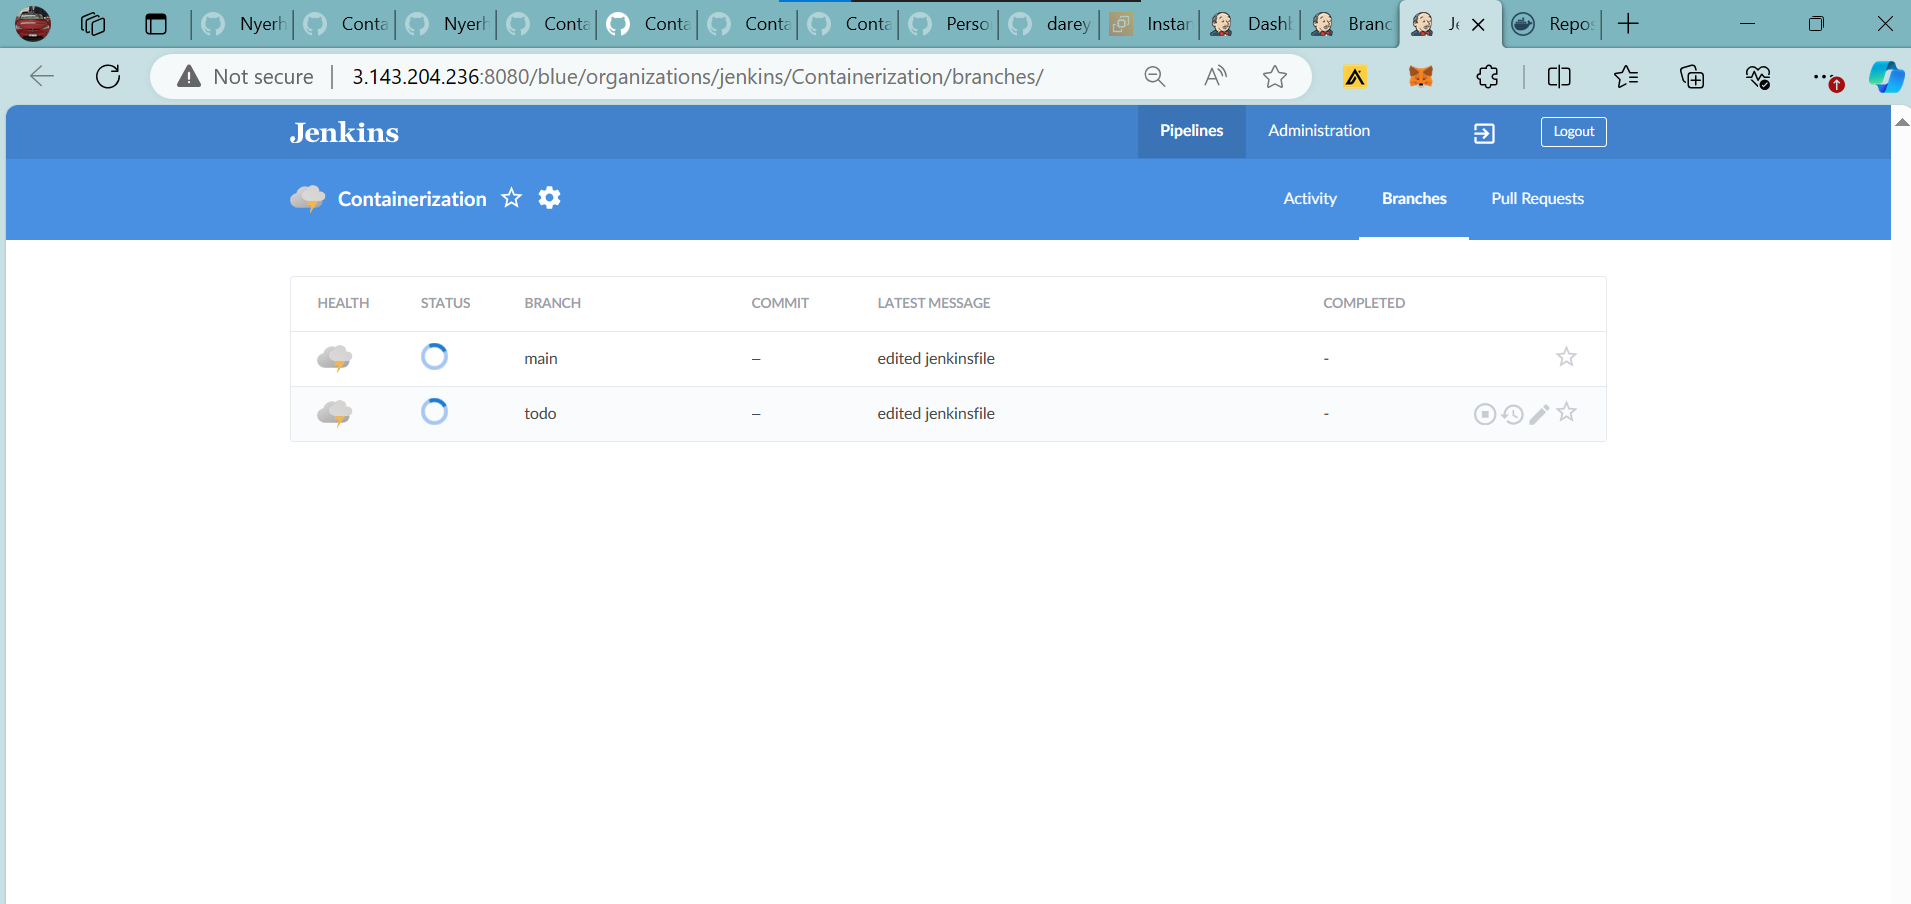 Nyerh Conta Nyerh Conta Conta Conta Conta Perso darey Instan Dashb Branc Je Repos
Not secure 3.143.204.236:8080/blue/organizations/jenkins/Containerization/branches/
Jenkins Pipelines Administration Logout
Containerization Activity Branches Pull Requests
HEALTH STATUS BRANCH COMMIT LATEST MESSAGE COMPLETED
main – edited jenkinsfile -
todo – edited jenkinsfile -